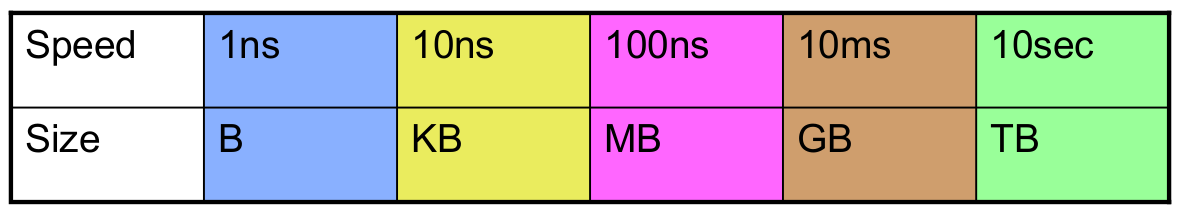 Speed 1ns 10ns 100ns 10ms 10sec
Size B KB MB GB TB